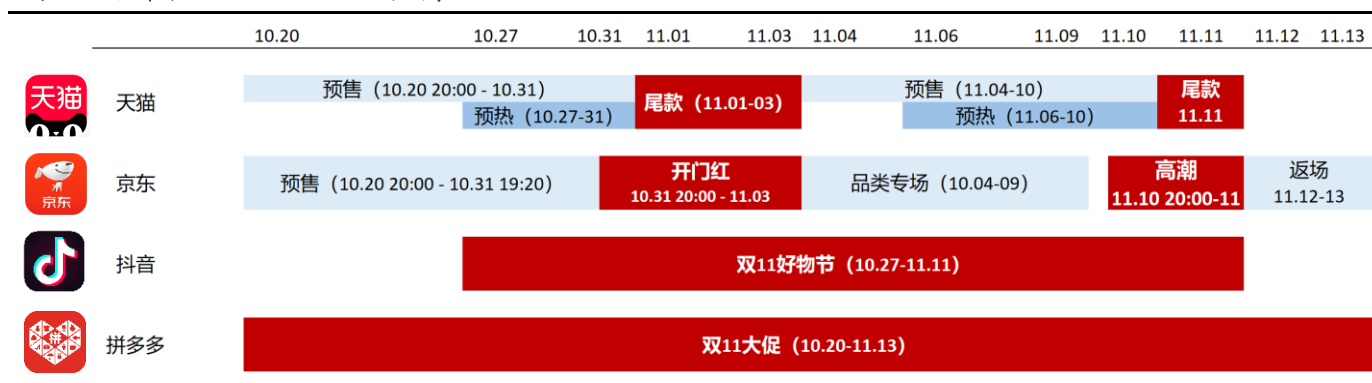 10.20 10.27 10.31 11.01 11.03 11.04 11.06 11.09 11.10 11.11 11.12 11.13
天猫
天猫
预售（10.20 20:00 - 10.31)
预热（10.27-31)
尾款（11.01-03)
预售（11.04-10)
预热（11.06-10)
尾款
11.11
京东
京东
预售（10.20 20:00 - 10.31 19:20)
开门红
10.31 20:00 - 11.03
品类专场（10.04-09)
高潮
11.10 20:00-11
返场
11.12-13
抖音
双11好物节（10.27-11.11)
拼
拼多多
双11大促（10.20-11.13)